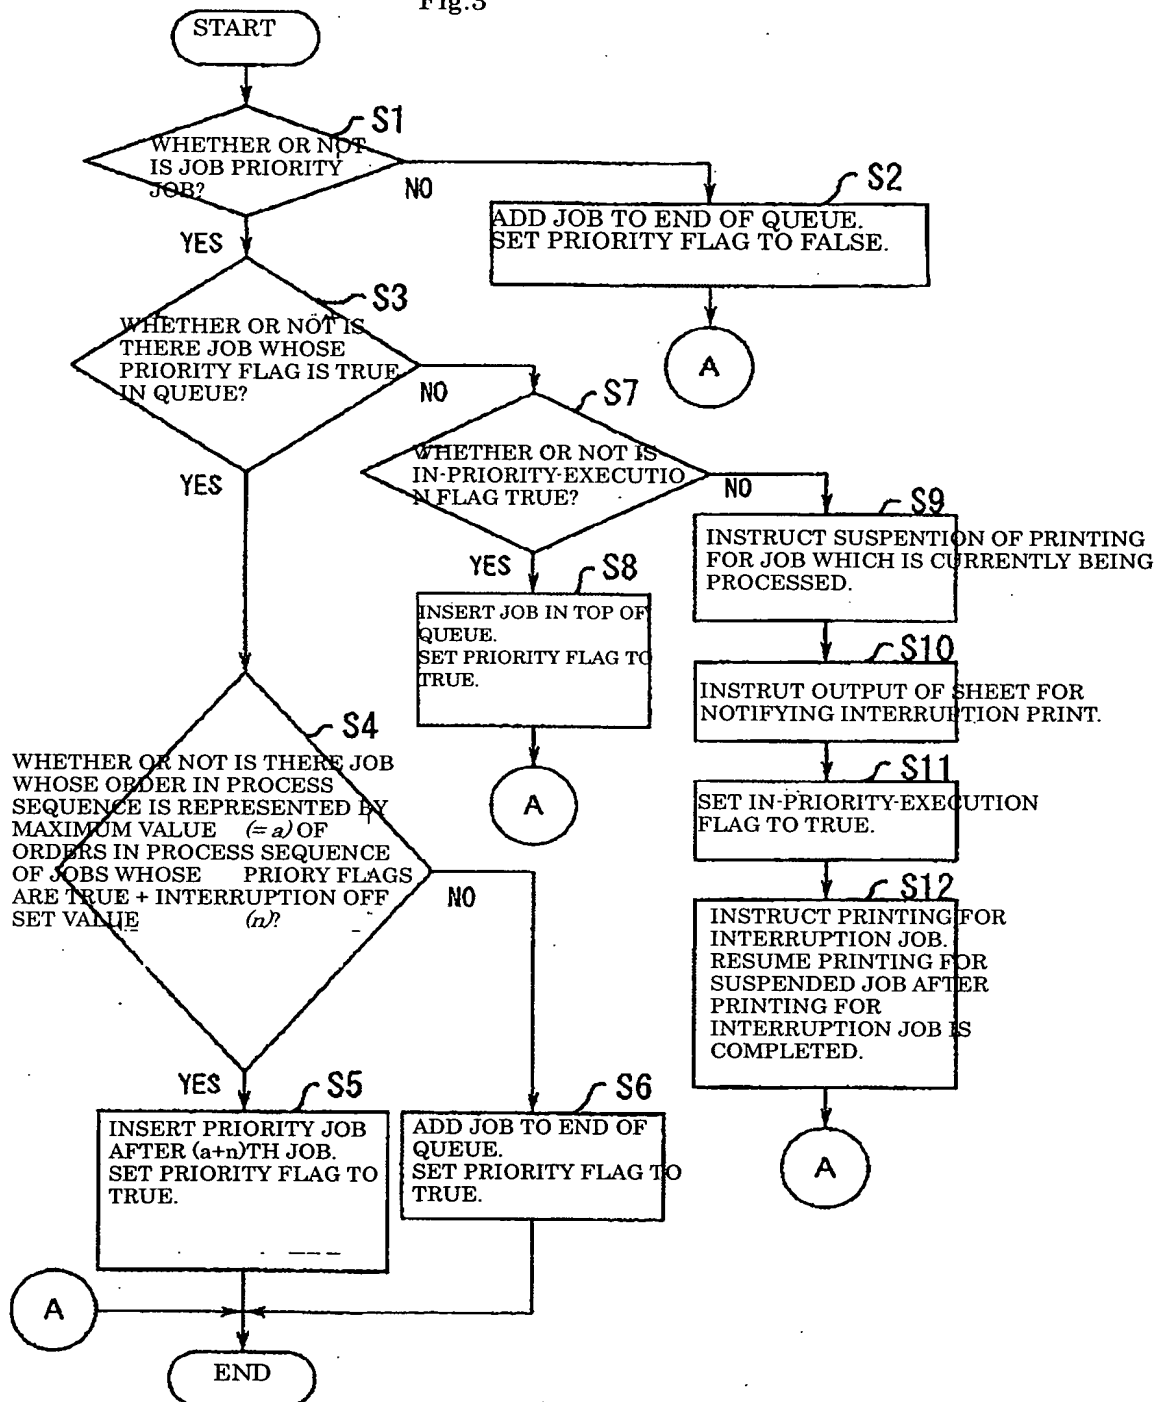 Fig.3
START
S1
WHETHER OR NOT
IS JOB PRIORITY
JOB?
NO
YES
S2
ADD JOB TO END OF QUEUE.
SET PRIORITY FLAG TO FALSE.
A
S3
WHETHER OR NOT IS
THERE JOB WHOSE
PRIORITY FLAG IS TRUE
IN QUEUE?
NO
YES
S7
WHETHER OR NOT IS
IN-PRIORITY-EXECUTIO
N FLAG TRUE?
NO
YES
S8
INSERT JOB IN TOP OF
QUEUE.
SET PRIORITY FLAG TO
TRUE.
A
S9
INSTRUCT SUSPENTION OF PRINTING
FOR JOB WHICH IS CURRENTLY BEING
PROCESSED.
S10
INSTRUT OUTPUT OF SHEET FOR
NOTIFYING INTERRUPTION PRINT.
S11
SET IN-PRIORITY-EXECUTION
FLAG TO TRUE.
S12
INSTRUCT PRINTING FOR
INTERRUPTION JOB.
RESUME PRINTING FOR
SUSPENDED JOB AFTER
PRINTING FOR
INTERRUPTION JOB IS
COMPLETED.
A
S4
WHETHER OR NOT IS THERE JOB
WHOSE ORDER IN PROCESS
SEQUENCE IS REPRESENTED BY
MAXIMUM VALUE (= a) OF
ORDERS IN PROCESS SEQUENCE
OF JOBS WHOSE PRIORY FLAGS
ARE TRUE + INTERRUPTION OFF
SET VALUE (n)?
NO
YES
S5
INSERT PRIORITY JOB
AFTER (a+n)TH JOB.
SET PRIORITY FLAG TO
TRUE.
S6
ADD JOB TO END OF
QUEUE.
SET PRIORITY FLAG TO
TRUE.
A
END